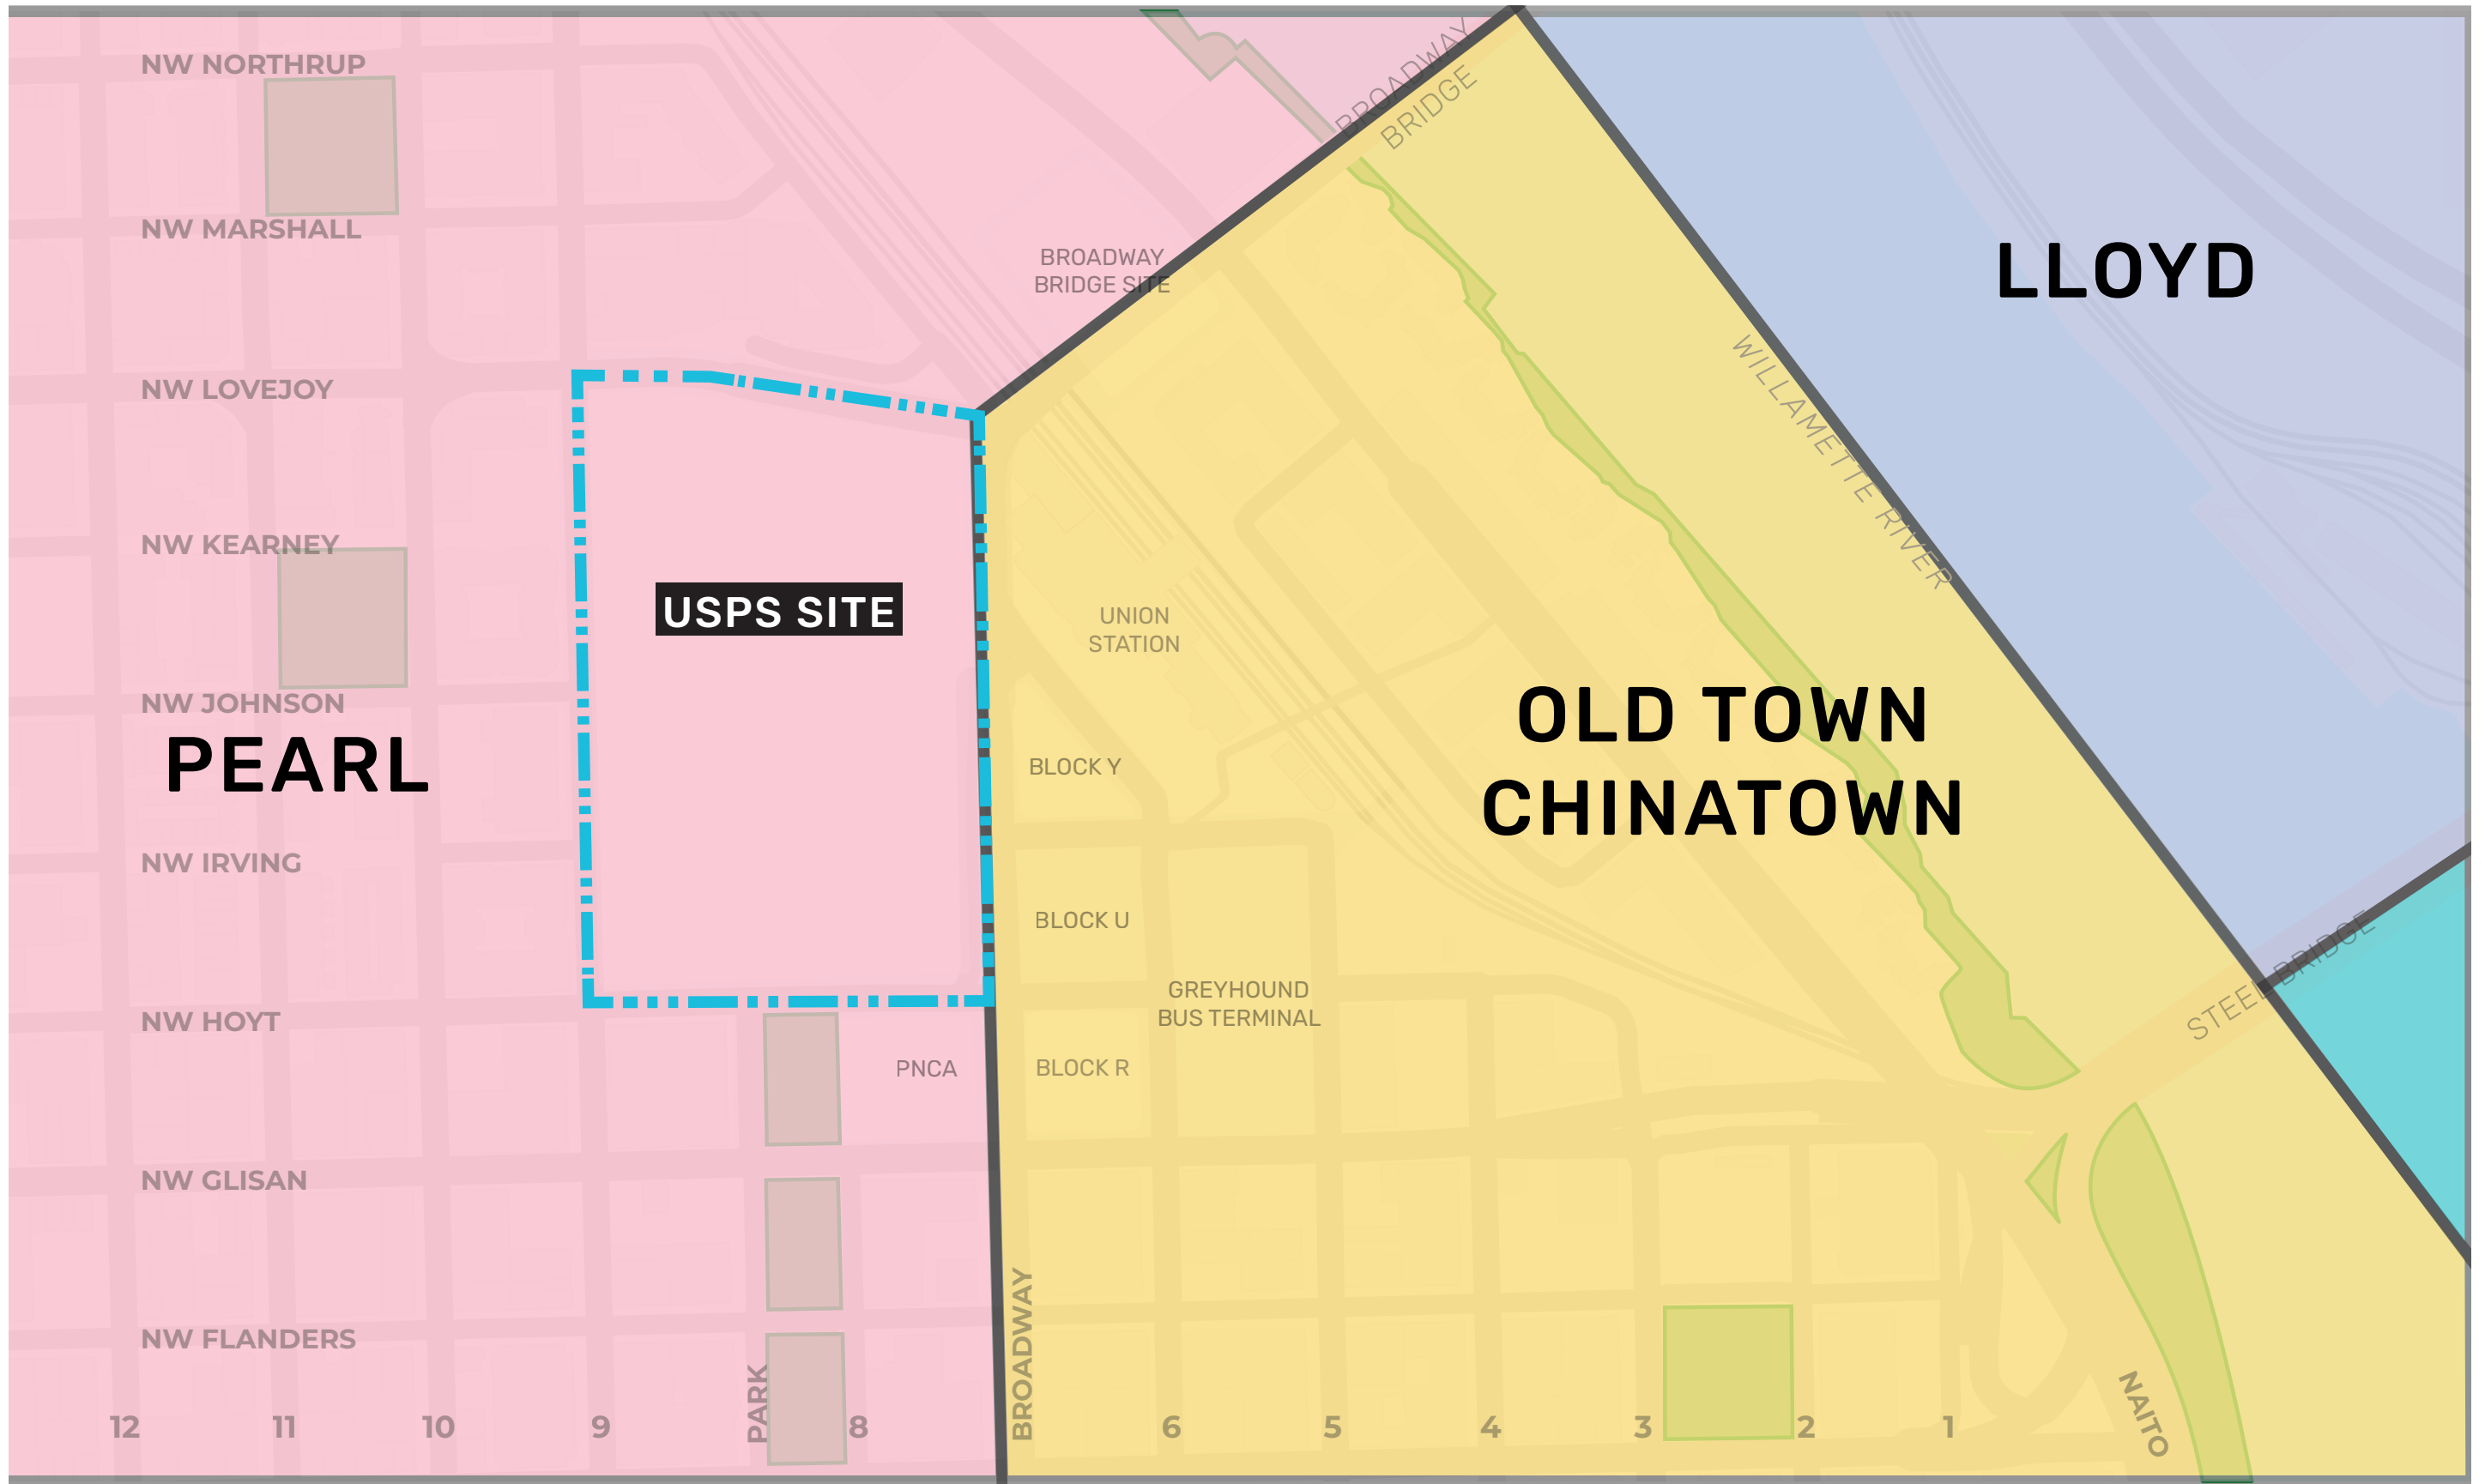 NW NORTHRUP
BROADWAY
BRIDGE
NW MARSHALL
BROADWAY
BRIDGE SITE
LLOYD
NW LOVEJOY
WILLAMETTE RIVER
NW KEARNEY
USPS SITE
UNION
STATION
NW JOHNSON
PEARL
OLD TOWN
CHINATOWN
BLOCK Y
NW IRVING
BLOCK U
STEEL BRIDGE
GREYHOUND
BUS TERMINAL
NW HOYT
PNCA
BLOCK R
NW GLISAN
NW FLANDERS
PARK
BROADWAY
NAITO
12 11 10 9 8 6 5 4 3 2 1